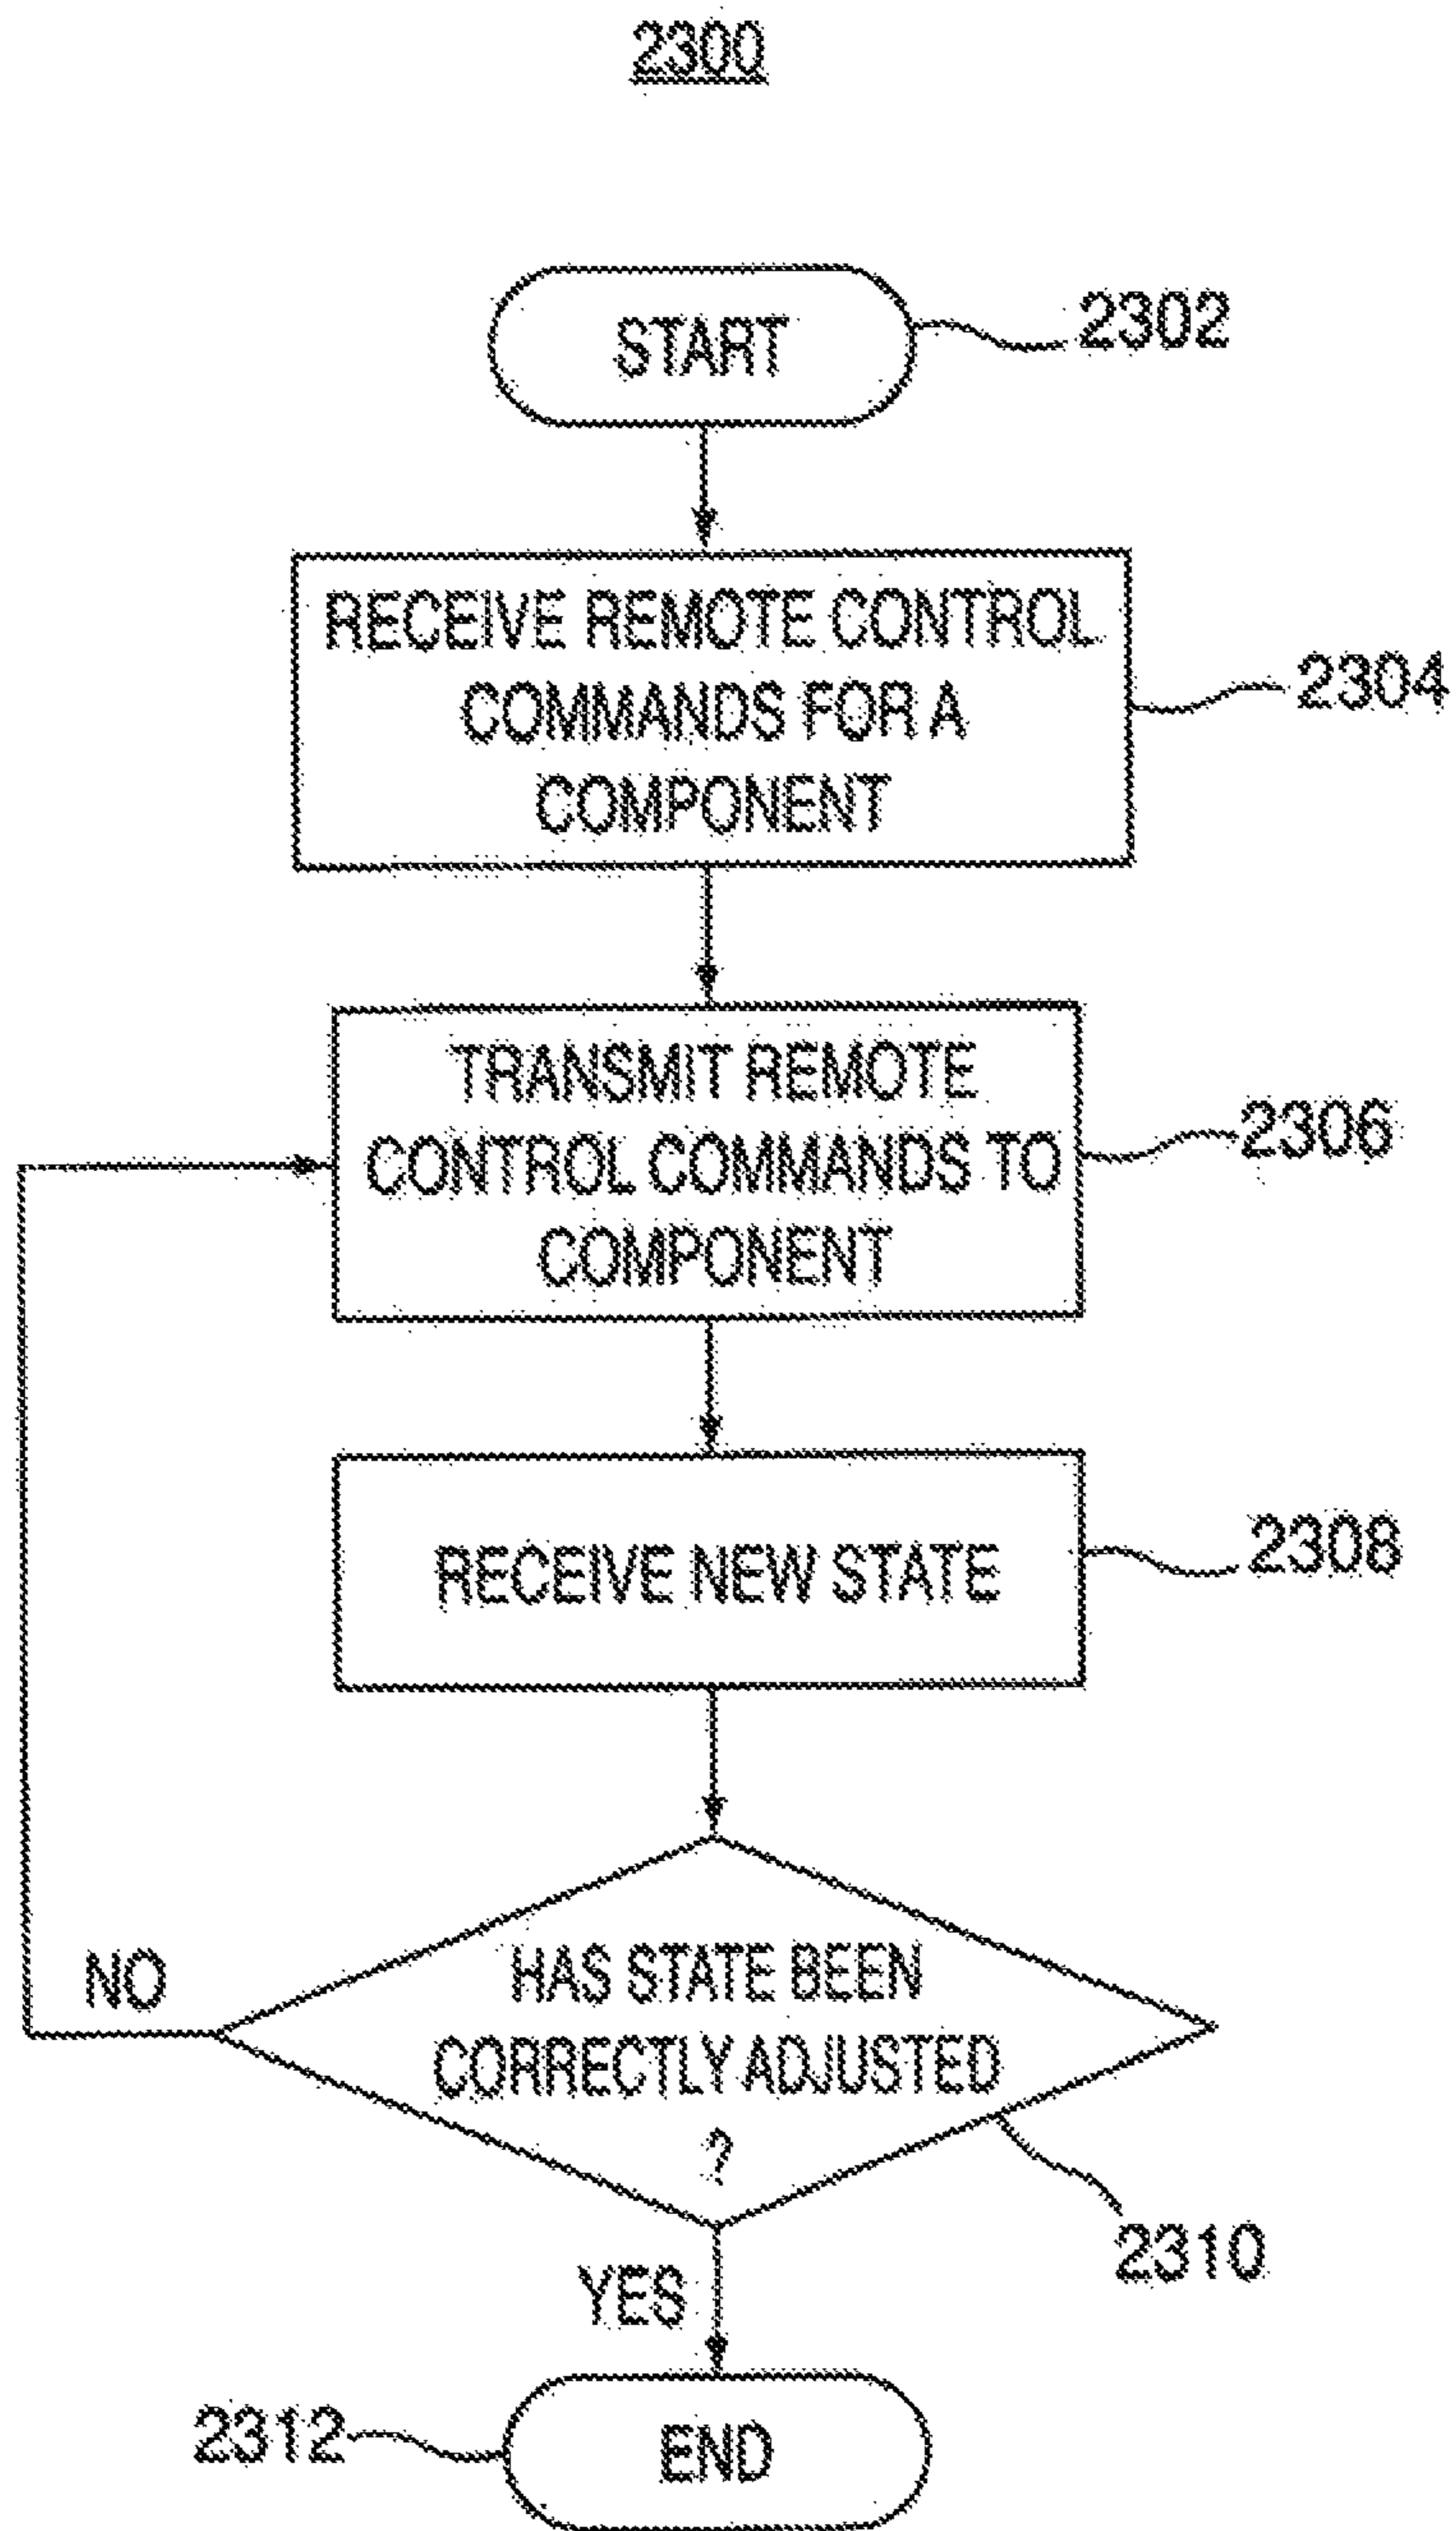 2300
START
2302
RECEIVE REMOTE CONTROL
COMMANDS FOR A
COMPONENT
2304
TRANSMIT REMOTE
CONTROL COMMANDS TO
COMPONENT
2306
RECEIVE NEW STATE
2308
HAS STATE BEEN
CORRECTLY ADJUSTED
?
2310
NO
YES
2312
END